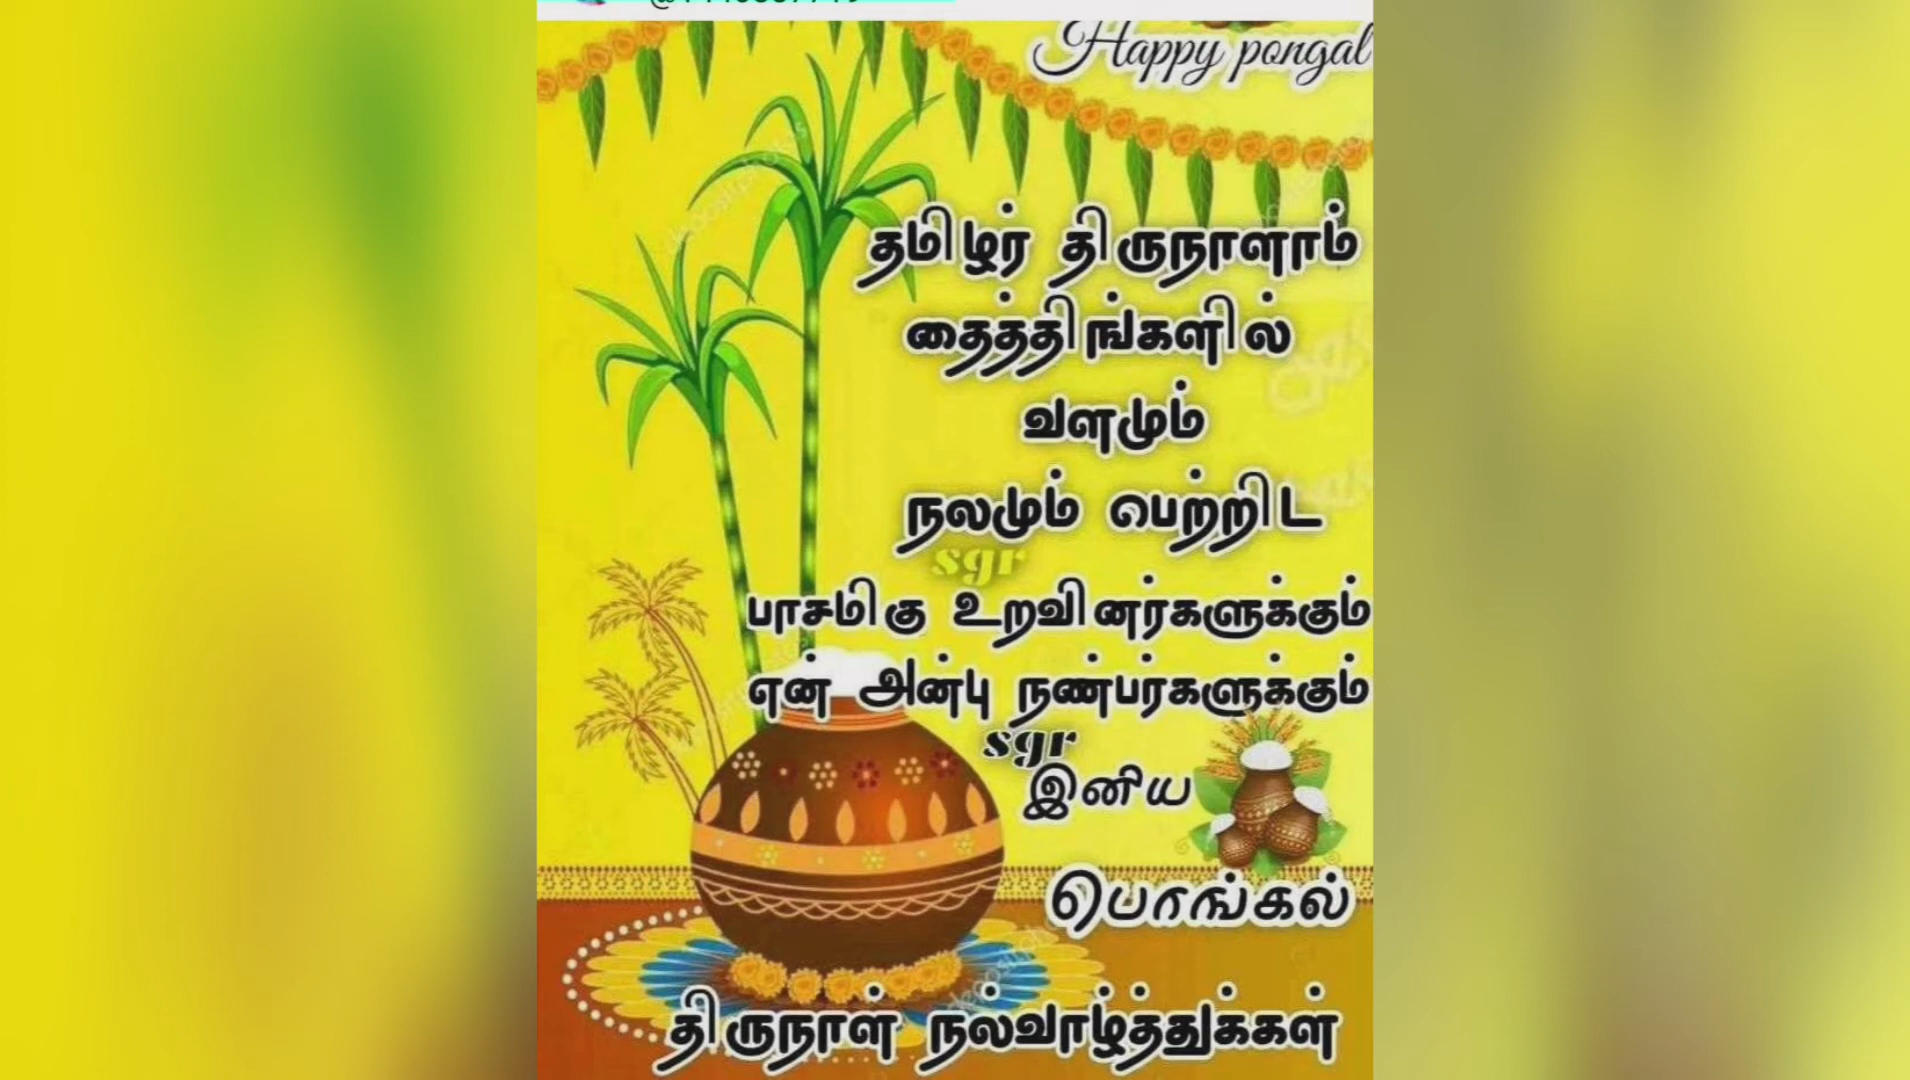 Happy pongal
தமிழர் திருநாளாம்
தைத்திங்களில்
வளமும்
நலமும் பெற்றிட
sgr
பாசமிகு உறவினர்களுக்கும்
என் அன்பு நண்பர்களுக்கும்
sgr
இனிய
பொங்கல்
திருநாள் நல்வாழ்த்துக்கள்